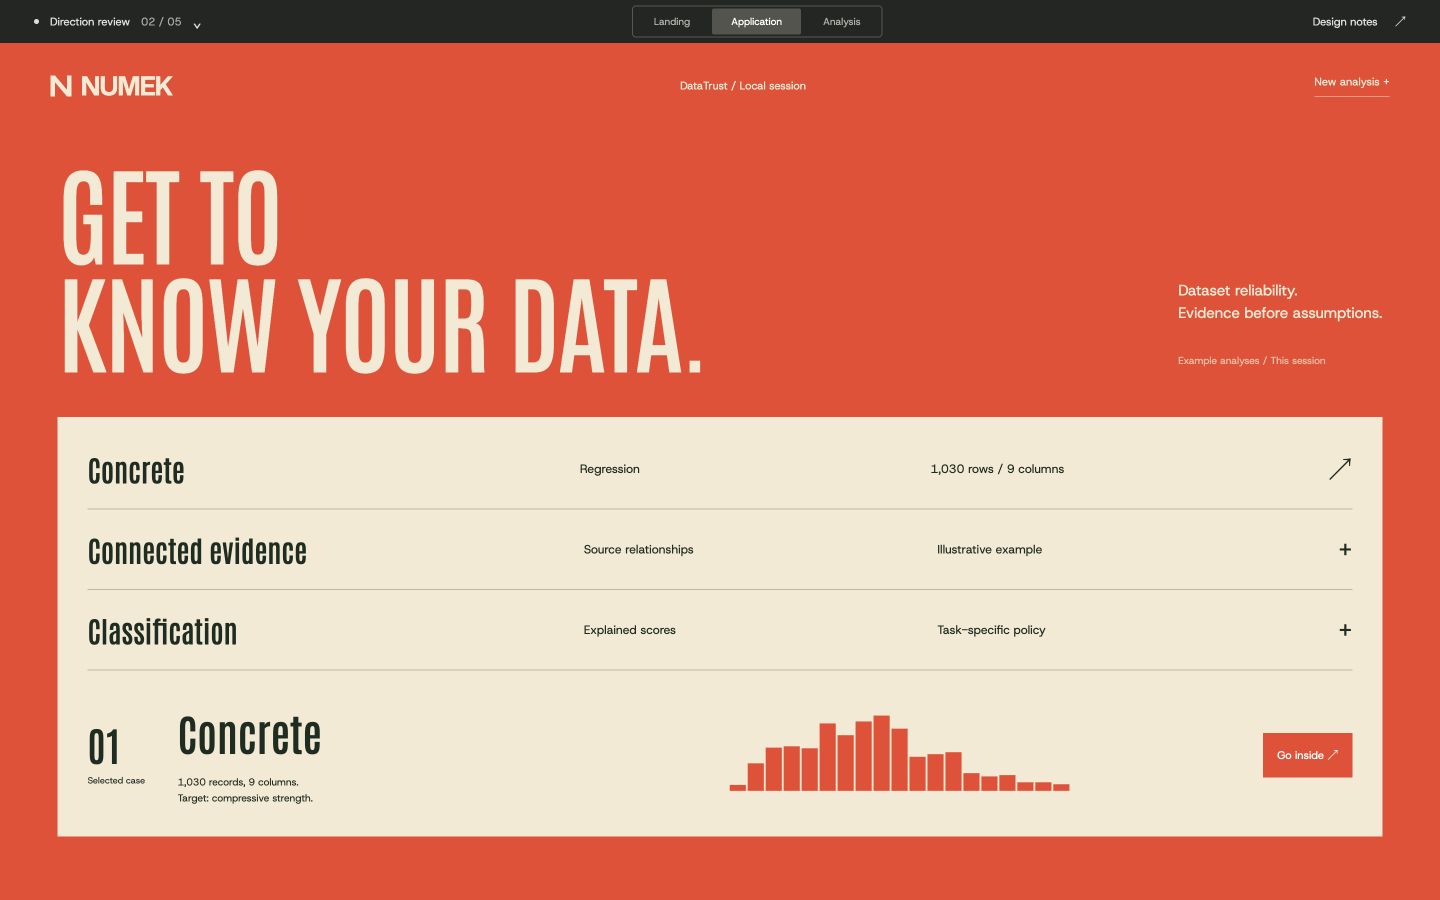 Direction review 02 / 05
Landing Application Analysis
Design notes
N NUMEK
DataTrust / Local session
New analysis +
GET TO
KNOW YOUR DATA.
Dataset reliability.
Evidence before assumptions.
Example analyses / This session
Concrete Regression 1,030 rows / 9 columns
Connected evidence Source relationships Illustrative example +
Classification Explained scores Task-specific policy +
01
Selected case
Concrete
1,030 records, 9 columns.
Target: compressive strength.
Go inside